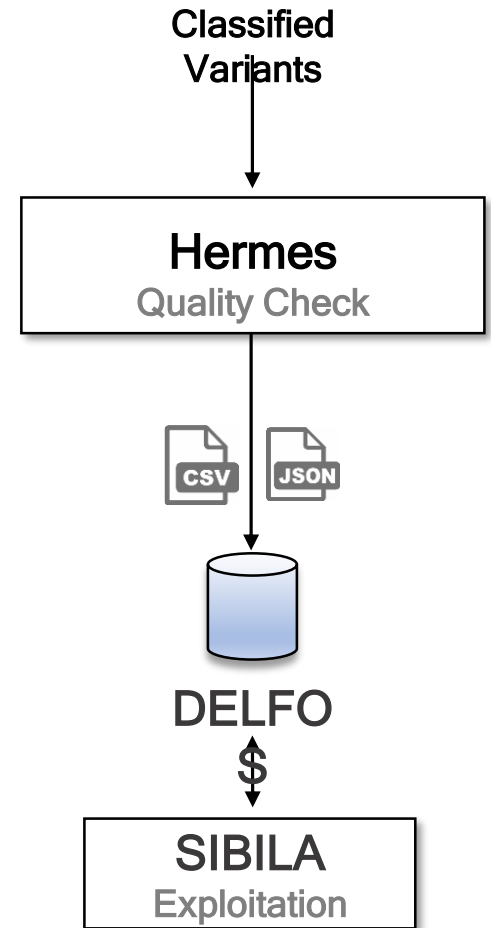 Classified
Variants
Hermes
Quality Check
CSV
JSON
DELFO
$
SIBILA
Exploitation